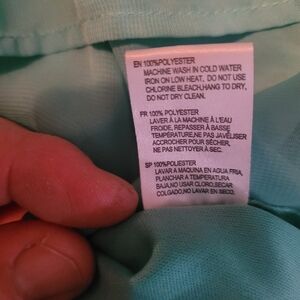 EN 100%POLYESTER
MACHINE WASH IN COLD WATER
IRON ON LOW HEAT, DO NOT USE
CHLORINE BLEACH.HANG TO DRY,
DO NOT DRY CLEAN.
FR 100% POLYESTER
LAVER À LA MACHINE À L'EAU
FROIDE, REPASSER À BASSE
TEMPÉRATURE,NE PAS JAVELISER
ACCROCHER POUR SÉCHER,
NE PAS NETTOYER À SEC.
SP 100%POLIESTER
LAVAR A MAQUINA EN AGUA FRIA,
PLANCHAR A TEMPERATURA
BAJA,NO USAR CLORO,SECAR
COLGADO,NO LAVAR EN SECO.